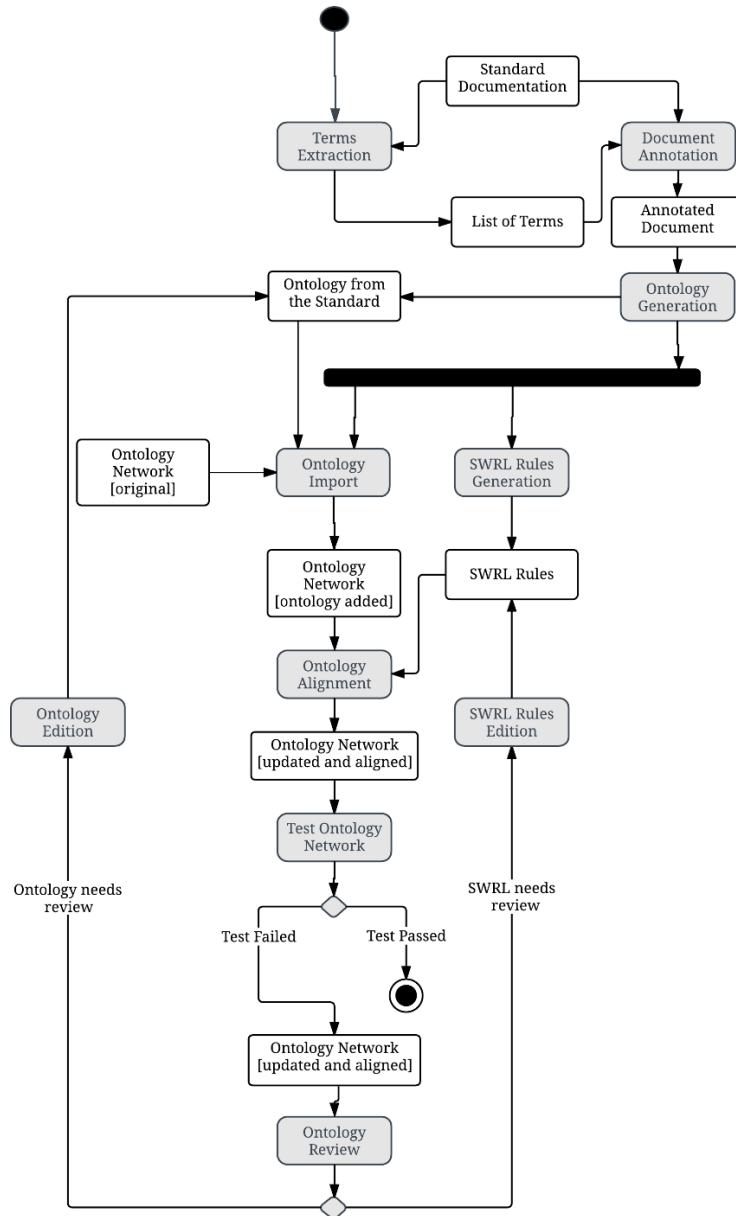 Standard
Documentation
Terms
Extraction
Document
Annotation
List of Terms
Annotated
Document
Ontology from
the Standard
Ontology
Generation
Ontology
Network
[original]
Ontology
Import
SWRL Rules
Generation
Ontology
Network
[ontology added]
SWRL Rules
Ontology
Alignment
Ontology
Edition
SWRL Rules
Edition
Ontology Network
[updated and aligned]
Test Ontology
Network
Ontology needs
review
SWRL needs
review
Test Failed
Test Passed
Ontology Network
[updated and aligned]
Ontology
Review